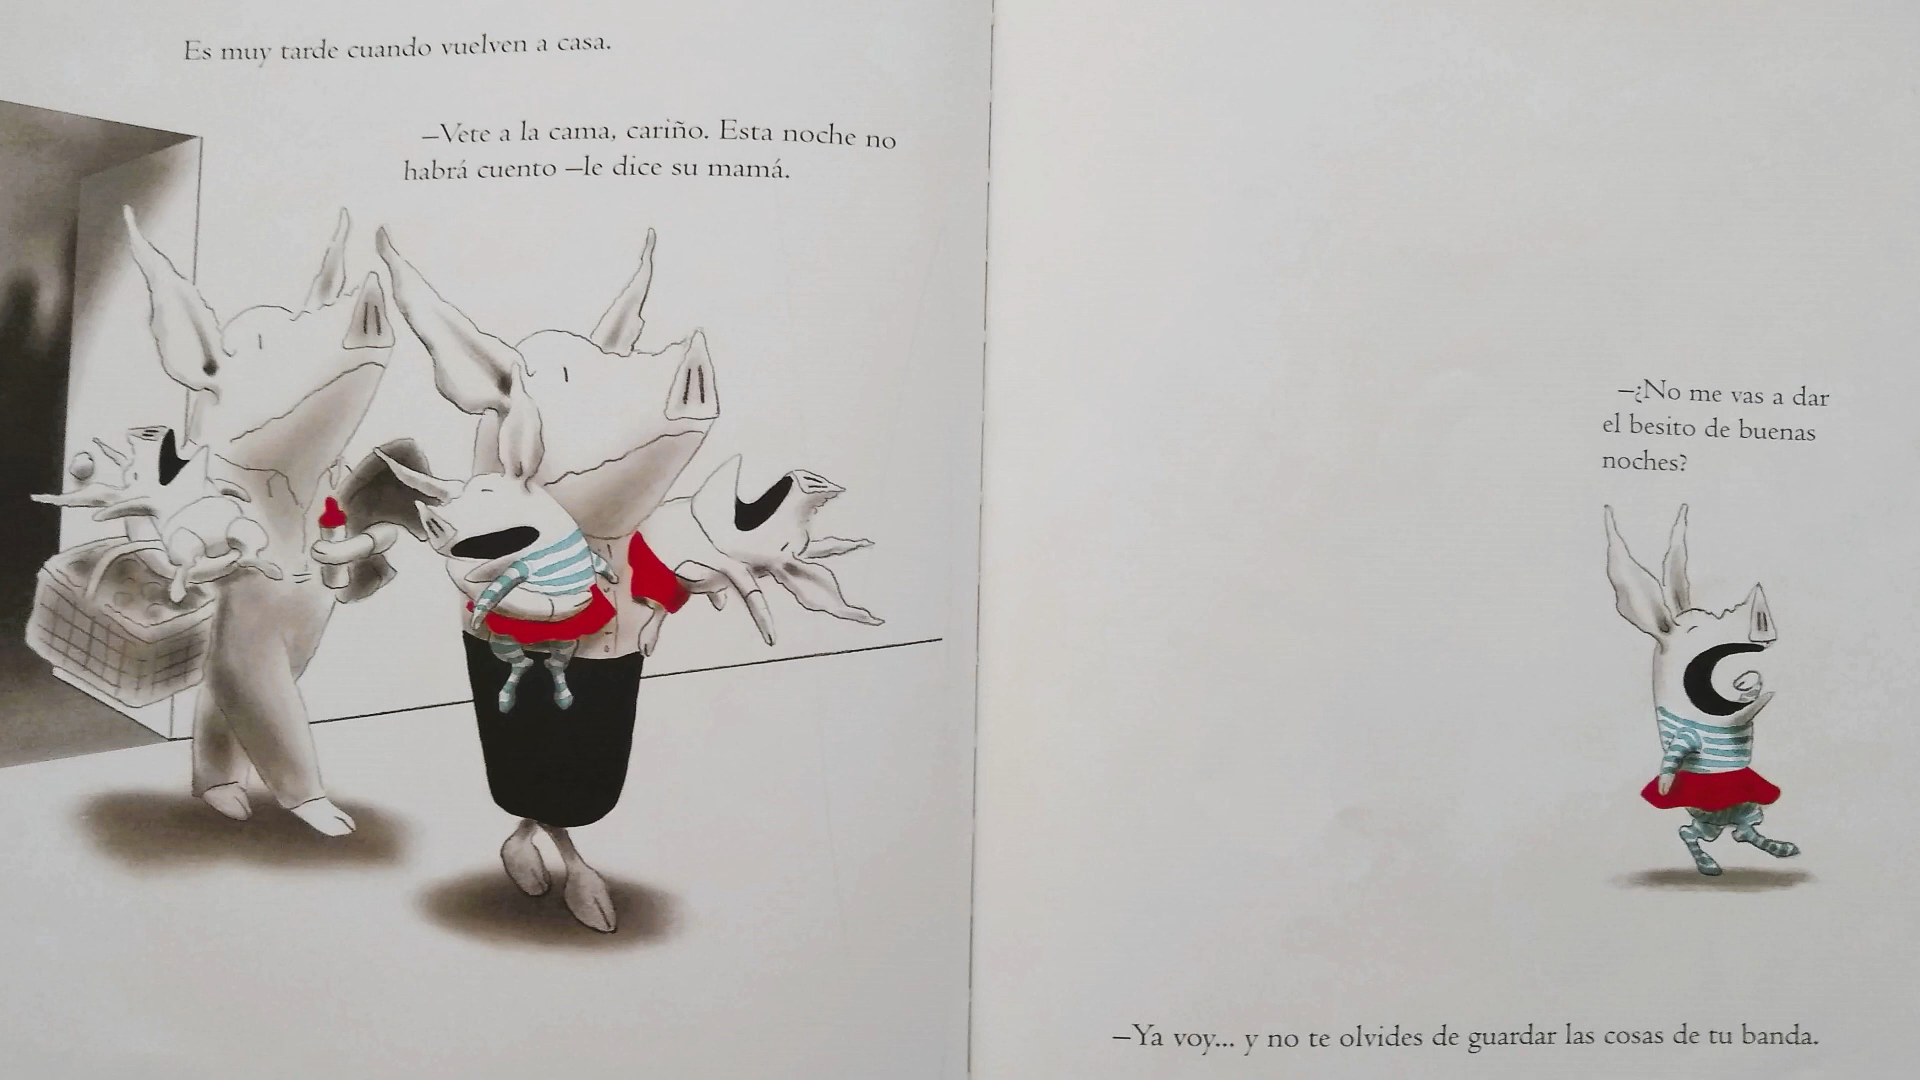 Es muy tarde cuando vuelven a casa.
—Vete a la cama, cariño. Esta noche no
habrá cuento —le dice su mamá.
—¿No me vas a dar
el besito de buenas
noches?
—Ya voy... y no te olvides de guardar las cosas de tu banda.